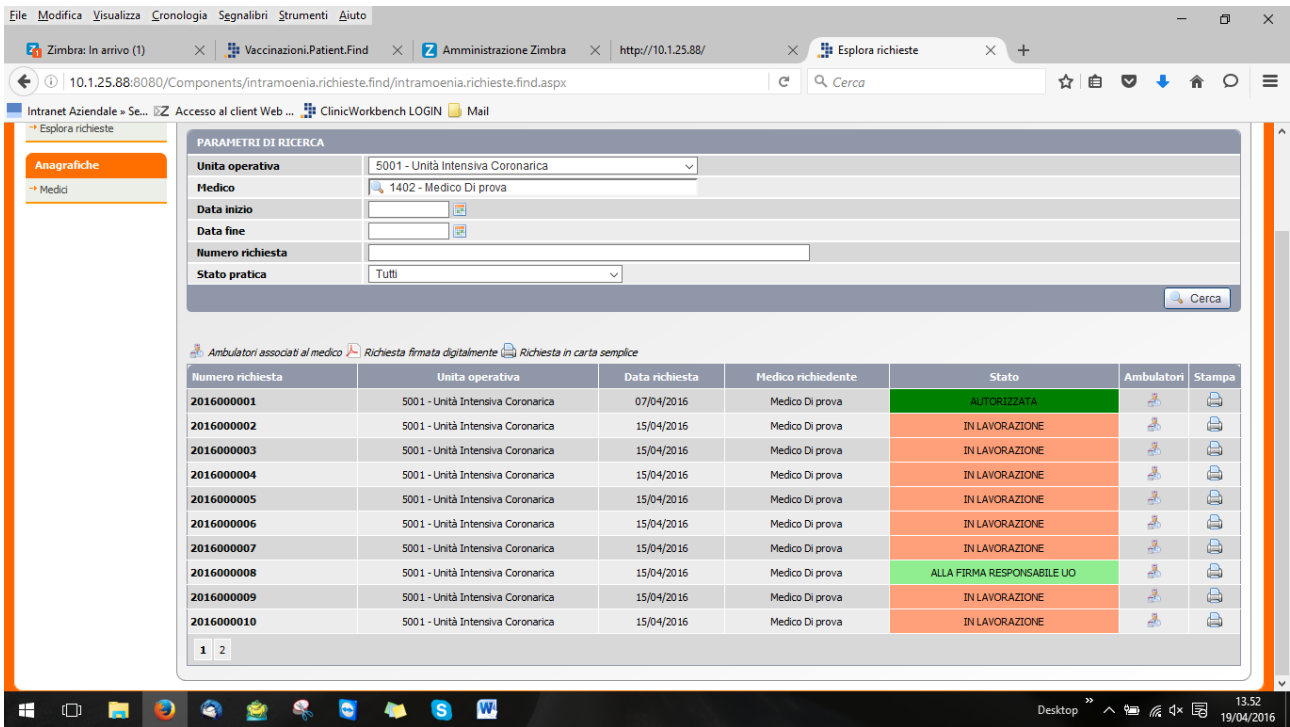 File Modifica Visualizza Cronologia Segnalibri Strumenti Aiuto
Zimbra: In arrivo (1) Vaccinazioni.Patient.Find Amministrazione Zimbra http://10.1.25.88/ Esplora richieste
10.1.25.88:8080/Components/intramoenia.richieste.find/intramoenia.richieste.find.aspx Cerca
Intranet Aziendale » Se... Accesso al client Web ... ClinicWorkbench LOGIN Mail
Esplora richieste
Anagrafiche
Medici
PARAMETRI DI RICERCA
Unita operativa 5001 - Unità Intensiva Coronarica
Medico 1402 - Medico Di prova
Data inizio
Data fine
Numero richiesta
Stato pratica Tutti
Cerca
Ambulatori associati al medico Richiesta firmata digitalmente Richiesta in carta semplice
Numero richiesta Unita operativa Data richiesta Medico richiedente Stato Ambulatori Stampa
2016000001 5001 - Unità Intensiva Coronarica 07/04/2016 Medico Di prova AUTORIZZATA
2016000002 5001 - Unità Intensiva Coronarica 15/04/2016 Medico Di prova IN LAVORAZIONE
2016000003 5001 - Unità Intensiva Coronarica 15/04/2016 Medico Di prova IN LAVORAZIONE
2016000004 5001 - Unità Intensiva Coronarica 15/04/2016 Medico Di prova IN LAVORAZIONE
2016000005 5001 - Unità Intensiva Coronarica 15/04/2016 Medico Di prova IN LAVORAZIONE
2016000006 5001 - Unità Intensiva Coronarica 15/04/2016 Medico Di prova IN LAVORAZIONE
2016000007 5001 - Unità Intensiva Coronarica 15/04/2016 Medico Di prova IN LAVORAZIONE
2016000008 5001 - Unità Intensiva Coronarica 15/04/2016 Medico Di prova ALLA FIRMA RESPONSABILE UO
2016000009 5001 - Unità Intensiva Coronarica 15/04/2016 Medico Di prova IN LAVORAZIONE
2016000010 5001 - Unità Intensiva Coronarica 15/04/2016 Medico Di prova IN LAVORAZIONE
1 2
Desktop 13.52
19/04/2016